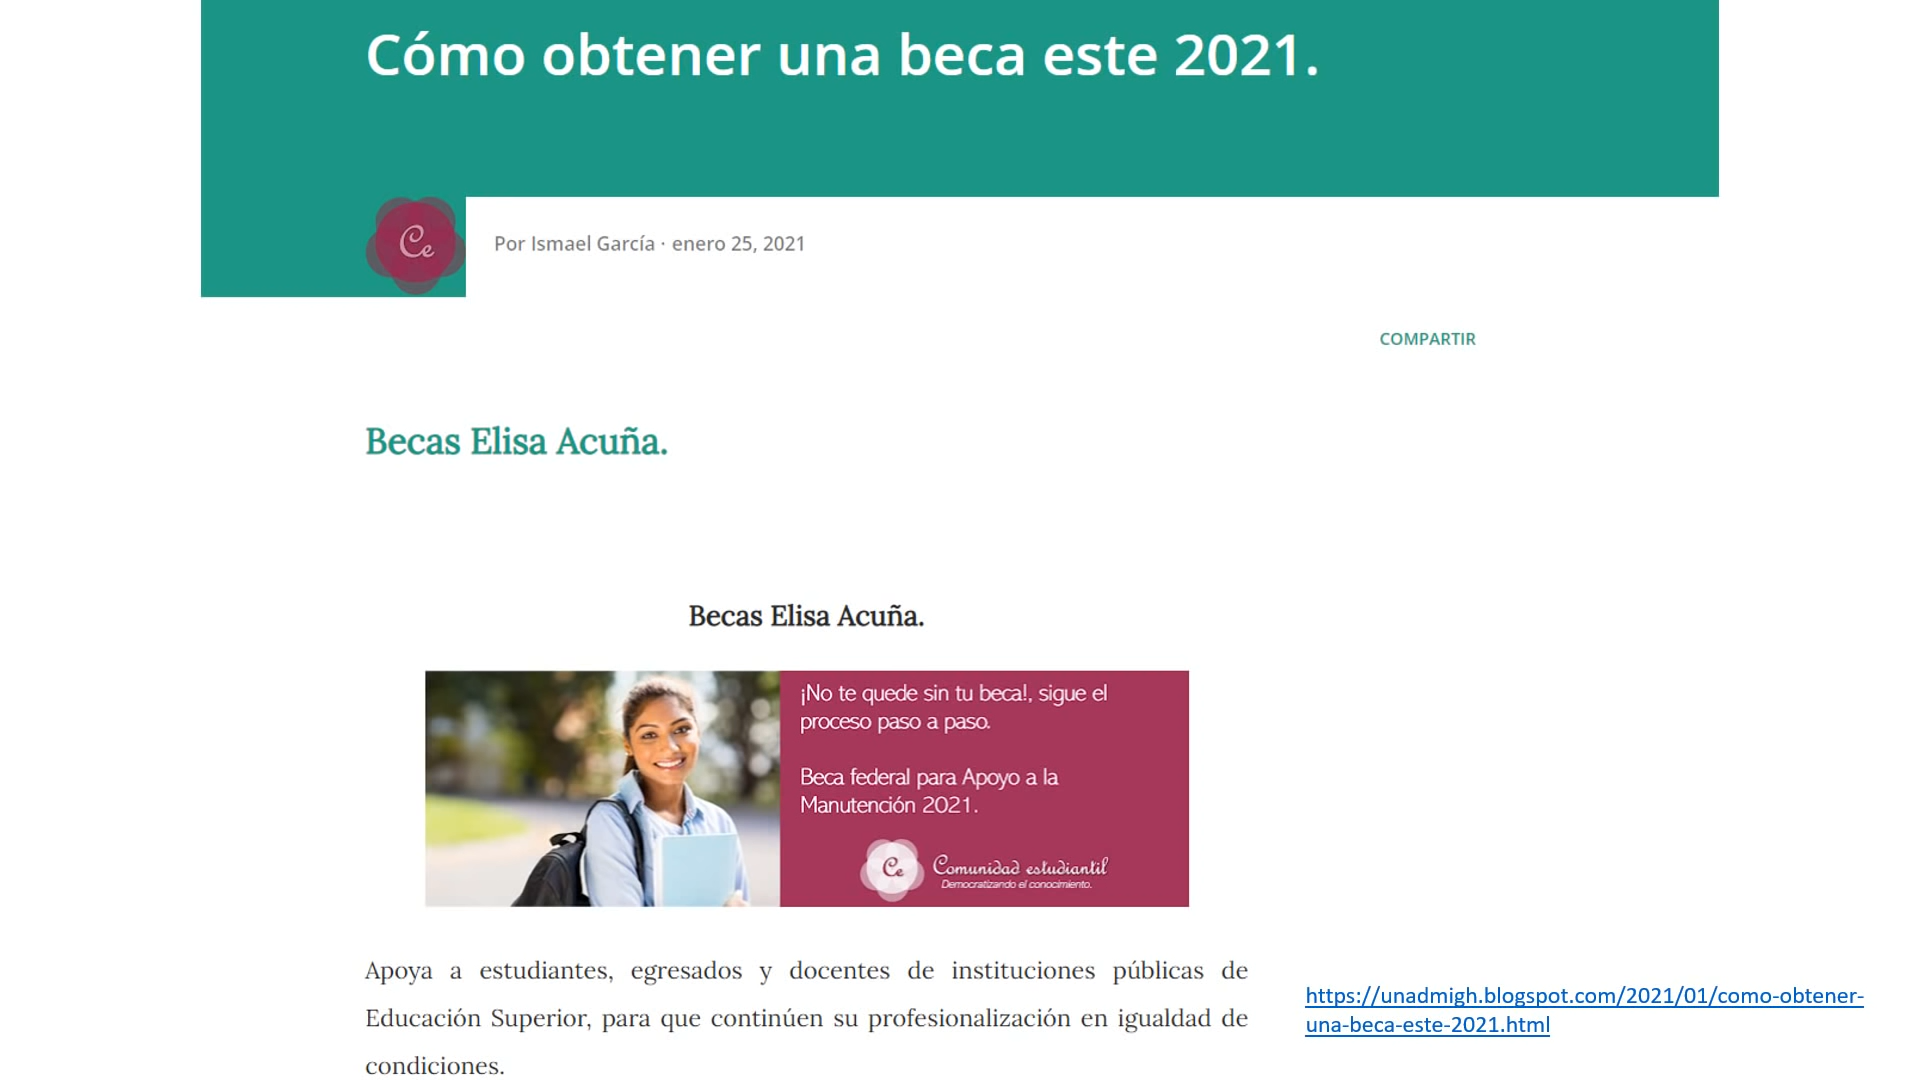 Cómo obtener una beca este 2021.
Ce
Por Ismael García · enero 25, 2021
COMPARTIR
Becas Elisa Acuña.
Becas Elisa Acuña.
¡No te quede sin tu beca!, sigue el
proceso paso a paso.
Beca federal para Apoyo a la
Manutención 2021.
Ce
Comunidad estudiantil
Democratizando el conocimiento.
Apoya a estudiantes, egresados y docentes de instituciones públicas de
Educación Superior, para que continúen su profesionalización en igualdad de
condiciones.
https://unadmigh.blogspot.com/2021/01/como-obtener-
una-beca-este-2021.html